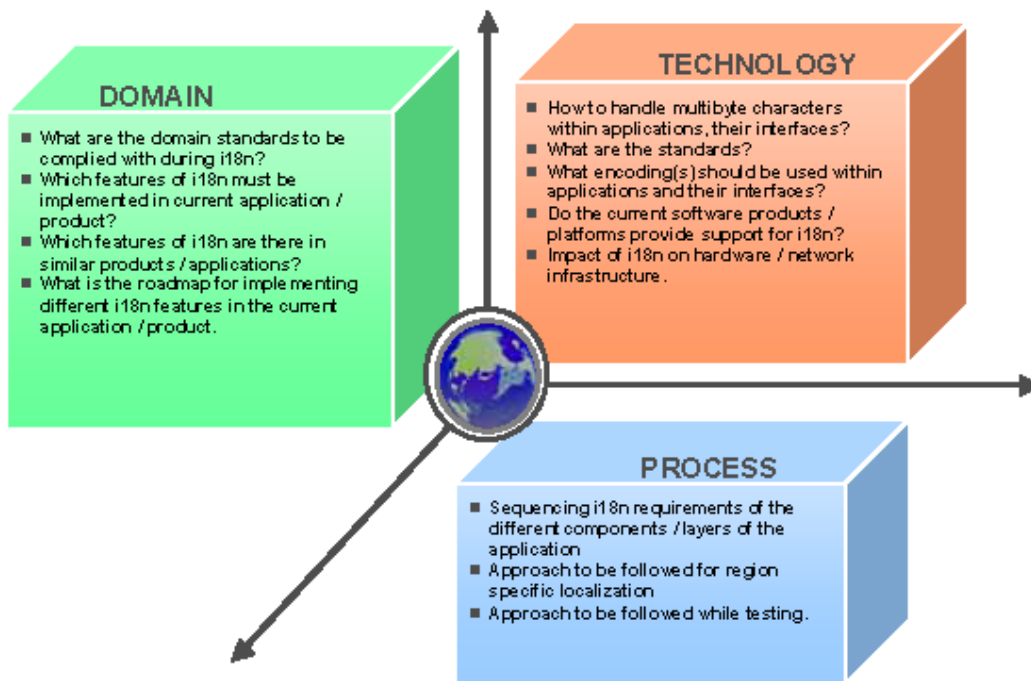 DOMAIN
What are the domain standards to be
complied with during i18n?
Which features of i18n must be
implemented in current application /
product?
Which features of i18n are there in
similar products / applications?
What is the roadmap for implementing
different i18n features in the current
application / product.
TECHNOLOGY
How to handle multibyte characters
within applications, their interfaces?
What are the standards?
What encoding(s) should be used within
applications and their interfaces?
Do the current software products /
platforms provide support for i18n?
Impact of i18n on hardware / network
infrastructure.
PROCESS
Sequencing i18n requirements of the
different components / layers of the
application
Approach to be followed for region
specific localization
Approach to be followed while testing.